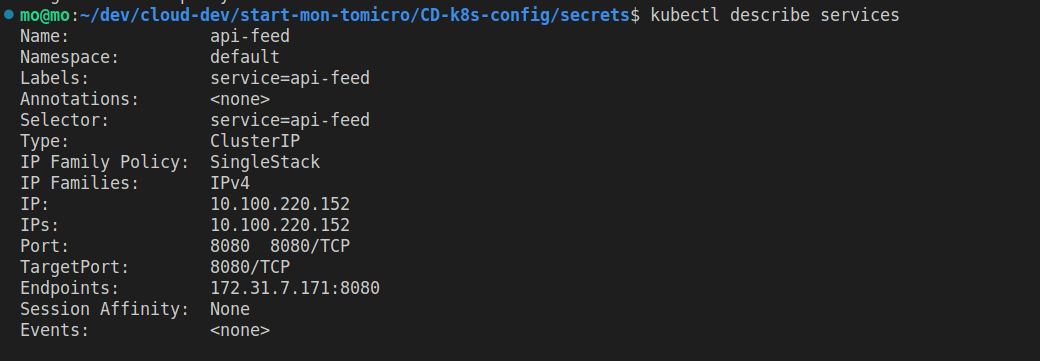 mo@mo:~/dev/cloud-dev/start-mon-tomicro/CD-k8s-config/secrets$ kubectl describe services
Name:              api-feed
Namespace:         default
Labels:            service=api-feed
Annotations:       <none>
Selector:          service=api-feed
Type:              ClusterIP
IP Family Policy:  SingleStack
IP Families:       IPv4
IP:                10.100.220.152
IPs:               10.100.220.152
Port:              8080  8080/TCP
TargetPort:        8080/TCP
Endpoints:         172.31.7.171:8080
Session Affinity:  None
Events:            <none>